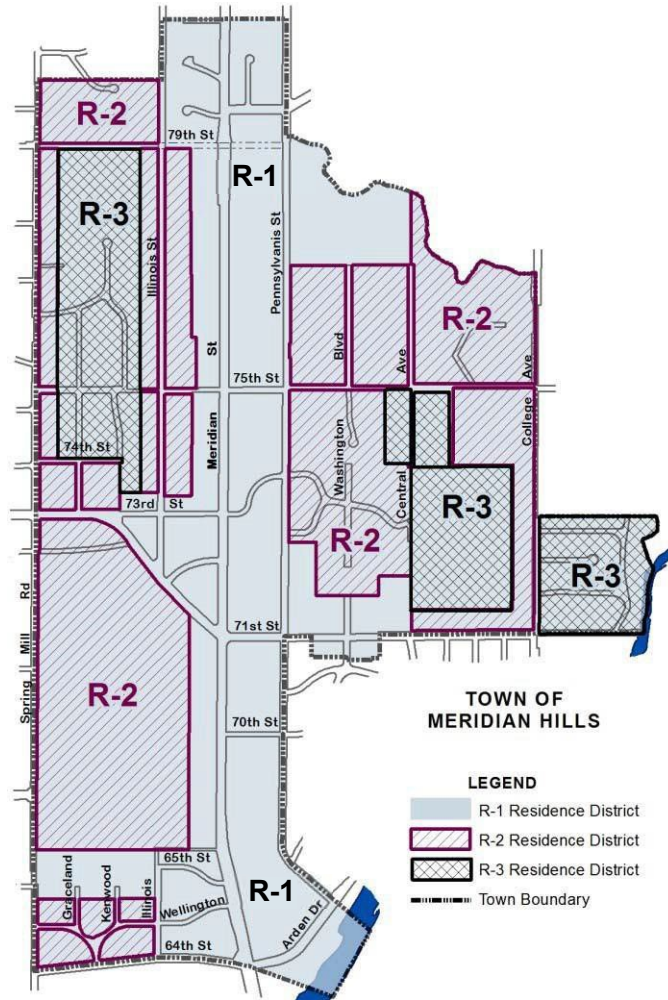 R-2
79th St
R-1
R-3
Illinois St
Pennsylvanis St
R-2
Blvd
Ave
Ave
St
75th St
Meridian
College
74th St
Washington
Central
73rd St
R-3
R-2
R-3
Spring Mill Rd
71st St
R-2
70th St
TOWN OF
MERIDIAN HILLS
LEGEND
R-1 Residence District
R-2 Residence District
R-3 Residence District
Town Boundary
65th St
Graceland
Kenwood
Illinois
Wellington
R-1
Arden Dr
64th St